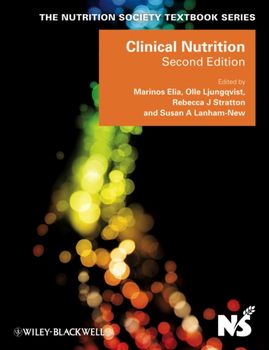 THE NUTRITION SOCIETY TEXTBOOK SERIES
Clinical Nutrition
Second Edition
Edited by
Marinos Elia, Olle Ljungqvist,
Rebecca J Stratton
and Susan A Lanham-New
WILEY-BLACKWELL
NS